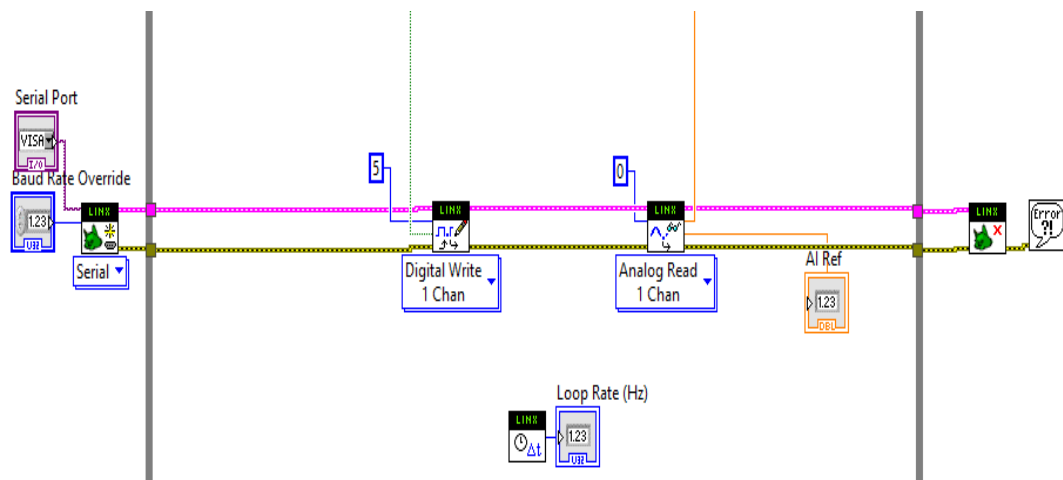 Serial Port
VISA
I/O
Baud Rate Override
1.23
U32
LINX
Serial
5
LINX
Digital Write
1 Chan
0
LINX
Analog Read
1 Chan
AI Ref
1.23
DBL
LINX
Error
?!
Loop Rate (Hz)
LINX
Δt
1.23
U32